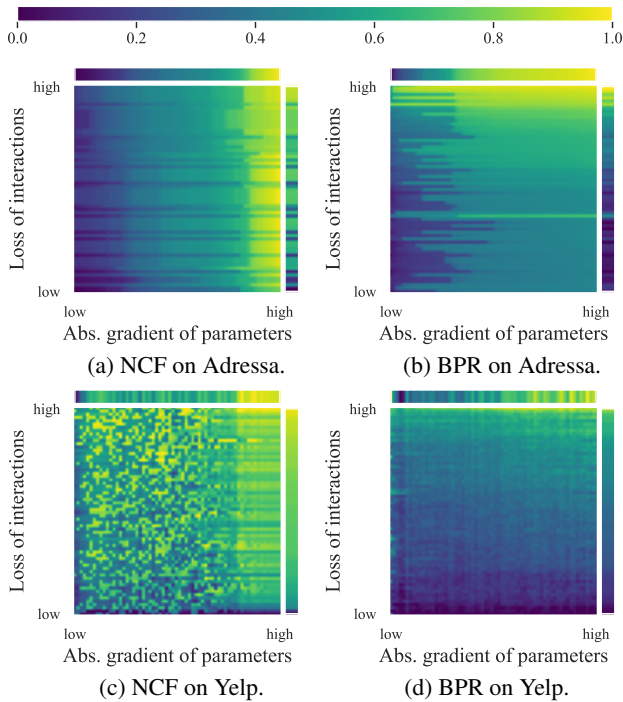 0.0 0.2 0.4 0.6 0.8 1.0
high high
Loss of interactions Loss of interactions
low low
low high low high
Abs. gradient of parameters Abs. gradient of parameters
(a) NCF on Adressa. (b) BPR on Adressa.
high high
Loss of interactions Loss of interactions
low low
low high low high
Abs. gradient of parameters Abs. gradient of parameters
(c) NCF on Yelp. (d) BPR on Yelp.